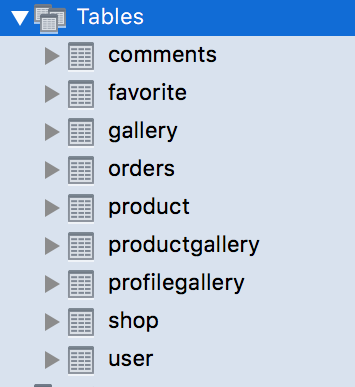 Tables
comments
favorite
gallery
orders
product
productgallery
profilegallery
shop
user